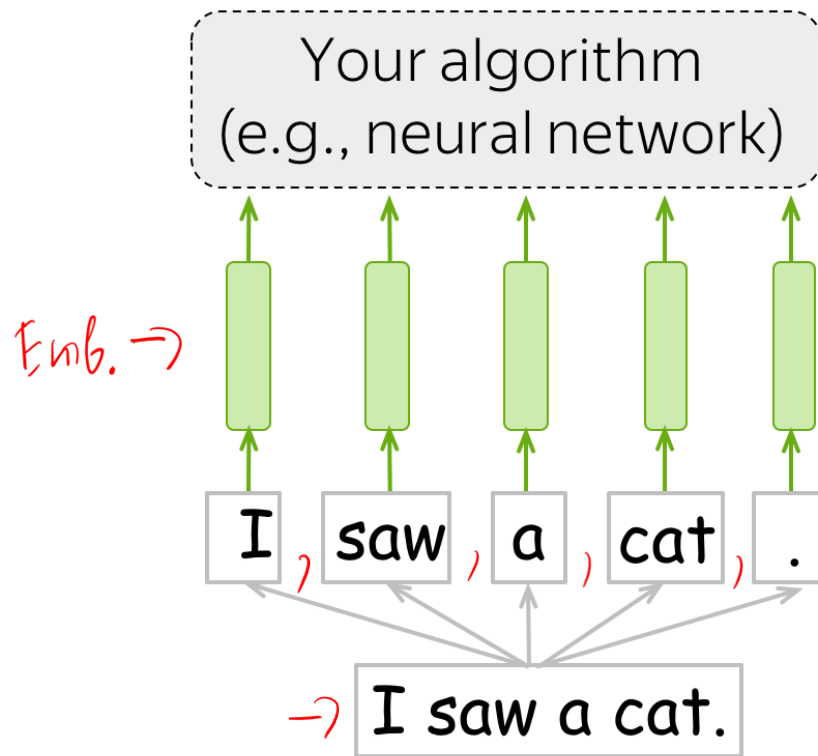 Your algorithm
(e.g., neural network)
Emb. →
I , saw , a , cat , .
→ I saw a cat.